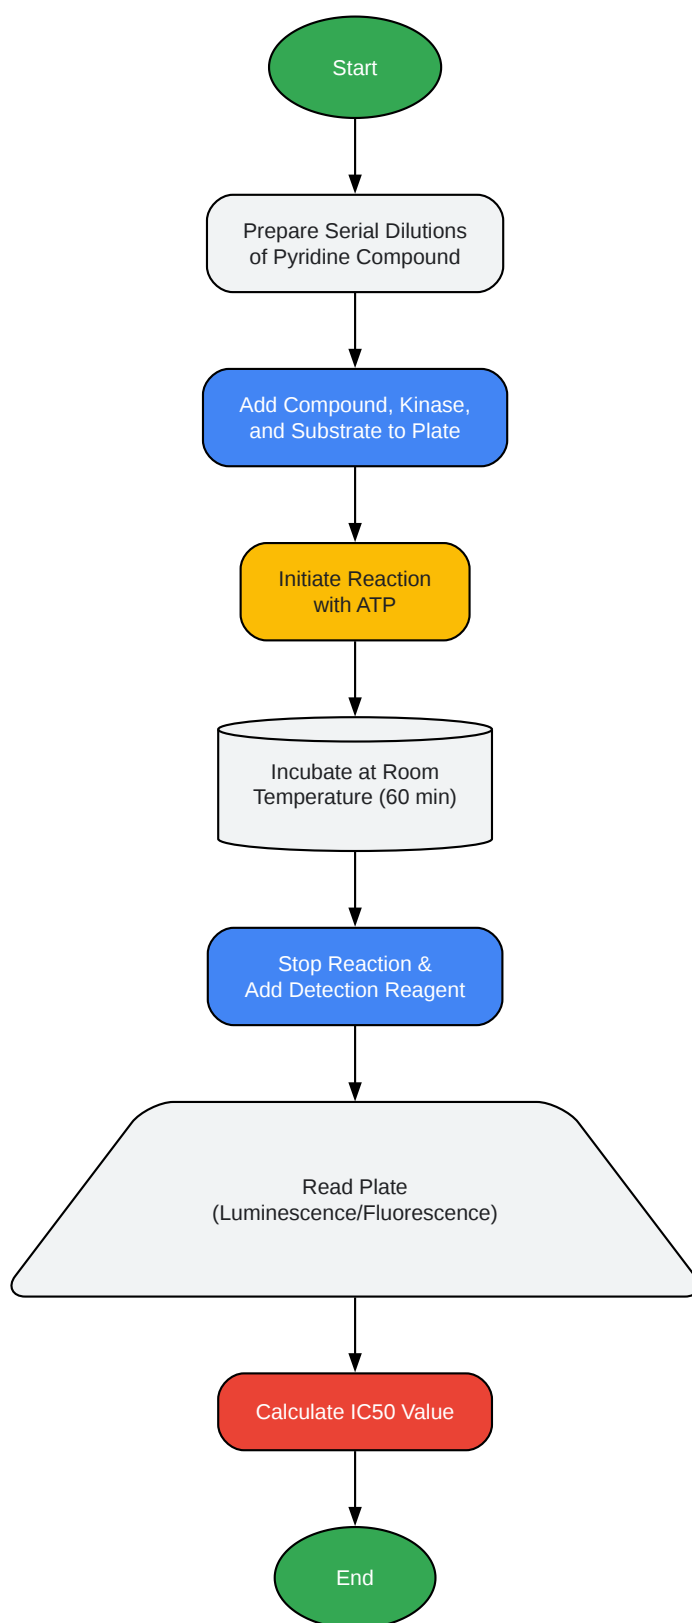 Start
Prepare Serial Dilutions
of Pyridine Compound
Add Compound, Kinase,
and Substrate to Plate
Initiate Reaction
with ATP
Incubate at Room
Temperature (60 min)
Stop Reaction &
Add Detection Reagent
Read Plate
(Luminescence/Fluorescence)
Calculate IC50 Value
End